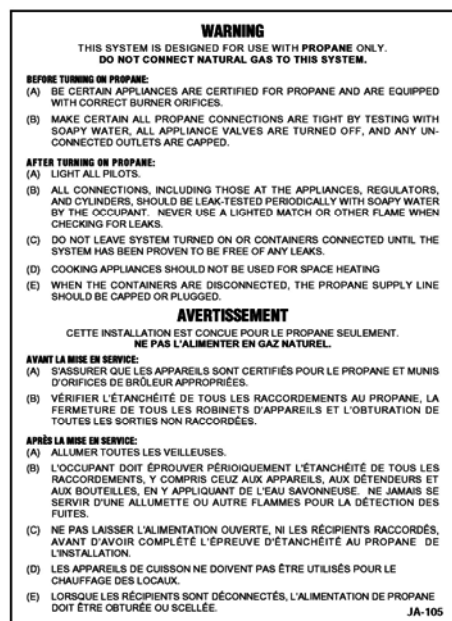 WARNING
THIS SYSTEM IS DESIGNED FOR USE WITH PROPANE ONLY.
DO NOT CONNECT NATURAL GAS TO THIS SYSTEM.
BEFORE TURNING ON PROPANE:
(A) BE CERTAIN APPLIANCES ARE CERTIFIED FOR PROPANE AND ARE EQUIPPED
WITH CORRECT BURNER ORIFICES.
(B) MAKE CERTAIN ALL PROPANE CONNECTIONS ARE TIGHT BY TESTING WITH
SOAPY WATER, ALL APPLIANCE VALVES ARE TURNED OFF, AND ANY UN-
CONNECTED OUTLETS ARE CAPPED.
AFTER TURNING ON PROPANE:
(A) LIGHT ALL PILOTS.
(B) ALL CONNECTIONS, INCLUDING THOSE AT THE APPLIANCES, REGULATORS,
AND CYLINDERS, SHOULD BE LEAK-TESTED PERIODICALLY WITH SOAPY WATER
BY THE OCCUPANT. NEVER USE A LIGHTED MATCH OR OTHER FLAME WHEN
CHECKING FOR LEAKS.
(C) DO NOT LEAVE SYSTEM TURNED ON OR CONTAINERS CONNECTED UNTIL THE
SYSTEM HAS BEEN PROVEN TO BE FREE OF ANY LEAKS.
(D) COOKING APPLIANCES SHOULD NOT BE USED FOR SPACE HEATING
(E) WHEN THE CONTAINERS ARE DISCONNECTED, THE PROPANE SUPPLY LINE
SHOULD BE CAPPED OR PLUGGED.
AVERTISSEMENT
CETTE INSTALLATION EST CONCUE POUR LE PROPANE SEULEMENT.
NE PAS L'ALIMENTER EN GAZ NATUREL.
AVANT LA MISE EN SERVICE:
(A) S'ASSURER QUE LES APPAREILS SONT CERTIFIÉS POUR LE PROPANE ET MUNIS
D'ORIFICES DE BRÛLEUR APPROPRIÉES.
(B) VÉRIFIER L'ÉTANCHÉITÉ DE TOUS LES RACCORDEMENTS AU PROPANE, LA
FERMETURE DE TOUS LES ROBINETS D'APPAREILS ET L'OBTURATION DE
TOUTES LES SORTIES NON RACCORDÉES.
APRÈS LA MISE EN SERVICE:
(A) ALLUMER TOUTES LES VEILLEUSES.
(B) L'OCCUPANT DOIT ÉPROUVER PÉRIOIQUEMENT L'ÉTANCHÉITÉ DE TOUS LES
RACCORDEMENTS, Y COMPRIS CEUZ AUX APPAREILS, AUX DÉTENDEURS ET
AUX BOUTEILLES, EN Y APPLIQUANT DE L'EAU SAVONNEUSE. NE JAMAIS SE
SERVIR D'UNE ALLUMETTE OU AUTRE FLAMMES POUR LA DÉTECTION DES
FUITES.
(C) NE PAS LAISSER L'ALIMENTATION OUVERTE, NI LES RÉCIPIENTS RACCORDÉS,
AVANT D'AVOIR COMPLÉTÉ L'ÉPREUVE D'ÉTANCHÉITÉ AU PROPANE DE
L'INSTALLATION.
(D) LES APPAREILS DE CUISSON NE DOIVENT PAS ÊTRE UTILISÉS POUR LE
CHAUFFAGE DES LOCAUX.
(E) LORSQUE LES RÉCIPIENTS SONT DÉCONNECTÉS, L'ALIMENTATION DE PROPANE
DOIT ÊTRE OBTURÉE OU SCELLÉE.
JA-105